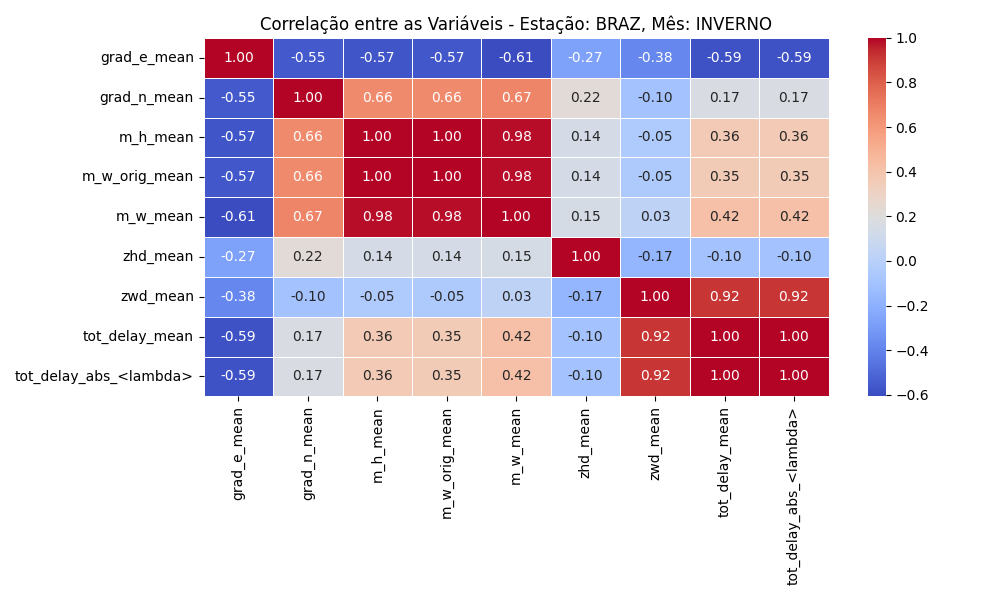 Correlação entre as Variáveis - Estação: BRAZ, Mês: INVERNO
grad_e_mean 1.00 -0.55 -0.57 -0.57 -0.61 -0.27 -0.38 -0.59 -0.59
grad_n_mean -0.55 1.00 0.66 0.66 0.67 0.22 -0.10 0.17 0.17
m_h_mean -0.57 0.66 1.00 1.00 0.98 0.14 -0.05 0.36 0.36
m_w_orig_mean -0.57 0.66 1.00 1.00 0.98 0.14 -0.05 0.35 0.35
m_w_mean -0.61 0.67 0.98 0.98 1.00 0.15 0.03 0.42 0.42
zhd_mean -0.27 0.22 0.14 0.14 0.15 1.00 -0.17 -0.10 -0.10
zwd_mean -0.38 -0.10 -0.05 -0.05 0.03 -0.17 1.00 0.92 0.92
tot_delay_mean -0.59 0.17 0.36 0.35 0.42 -0.10 0.92 1.00 1.00
tot_delay_abs_<lambda> -0.59 0.17 0.36 0.35 0.42 -0.10 0.92 1.00 1.00
grad_e_mean
grad_n_mean
m_h_mean
m_w_orig_mean
m_w_mean
zhd_mean
zwd_mean
tot_delay_mean
tot_delay_abs_<lambda>
1.0
0.8
0.6
0.4
0.2
0.0
−0.2
−0.4
−0.6